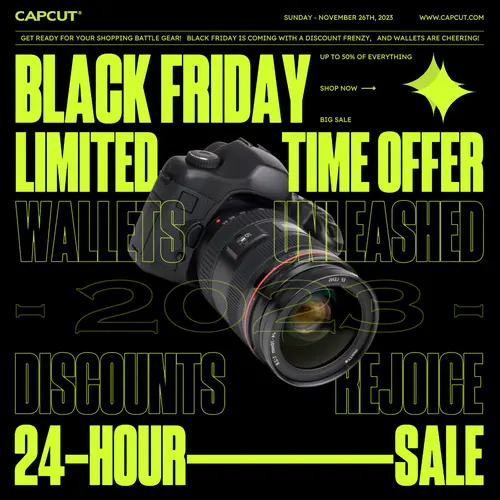 CAPCUT®
SUNDAY - NOVEMBER 26TH, 2023
WWW.CAPCUT.COM
GET READY FOR YOUR SHOPPING BATTLE GEAR! BLACK FRIDAY IS COMING WITH A DISCOUNT FRENZY, AND WALLETS ARE CHEERING!
BLACK FRIDAY
UP TO 50% OF EVERYTHING
SHOP NOW
BIG SALE
LIMITED TIME OFFER
WALLETS UNLEASHED
- 2023 -
DISCOUNTS REJOICE
24-HOUR SALE